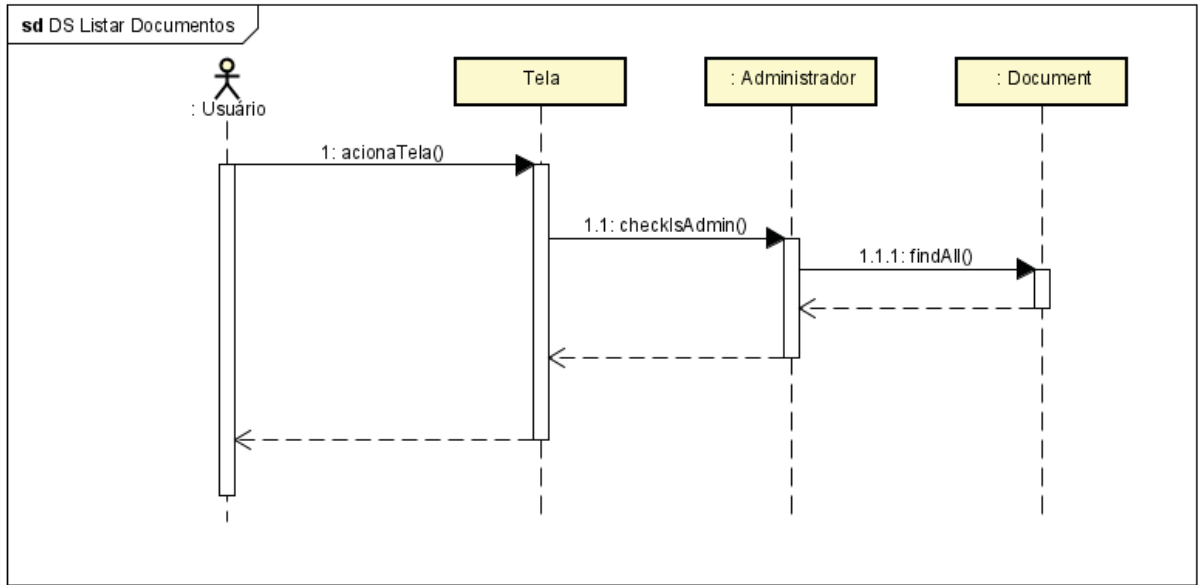 sd DS Listar Documentos
: Usuário
Tela
: Administrador
: Document
1: acionaTela()
1.1: checkIsAdmin()
1.1.1: findAll()